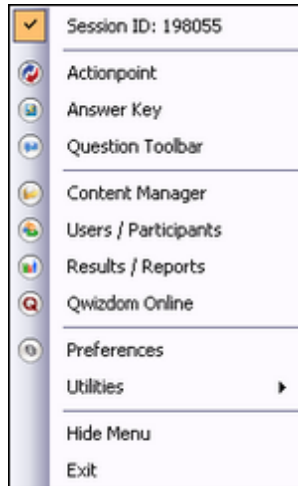 Session ID: 198055
Actionpoint
Answer Key
Question Toolbar
Content Manager
Users / Participants
Results / Reports
Qwizdom Online
Preferences
Utilities
Hide Menu
Exit